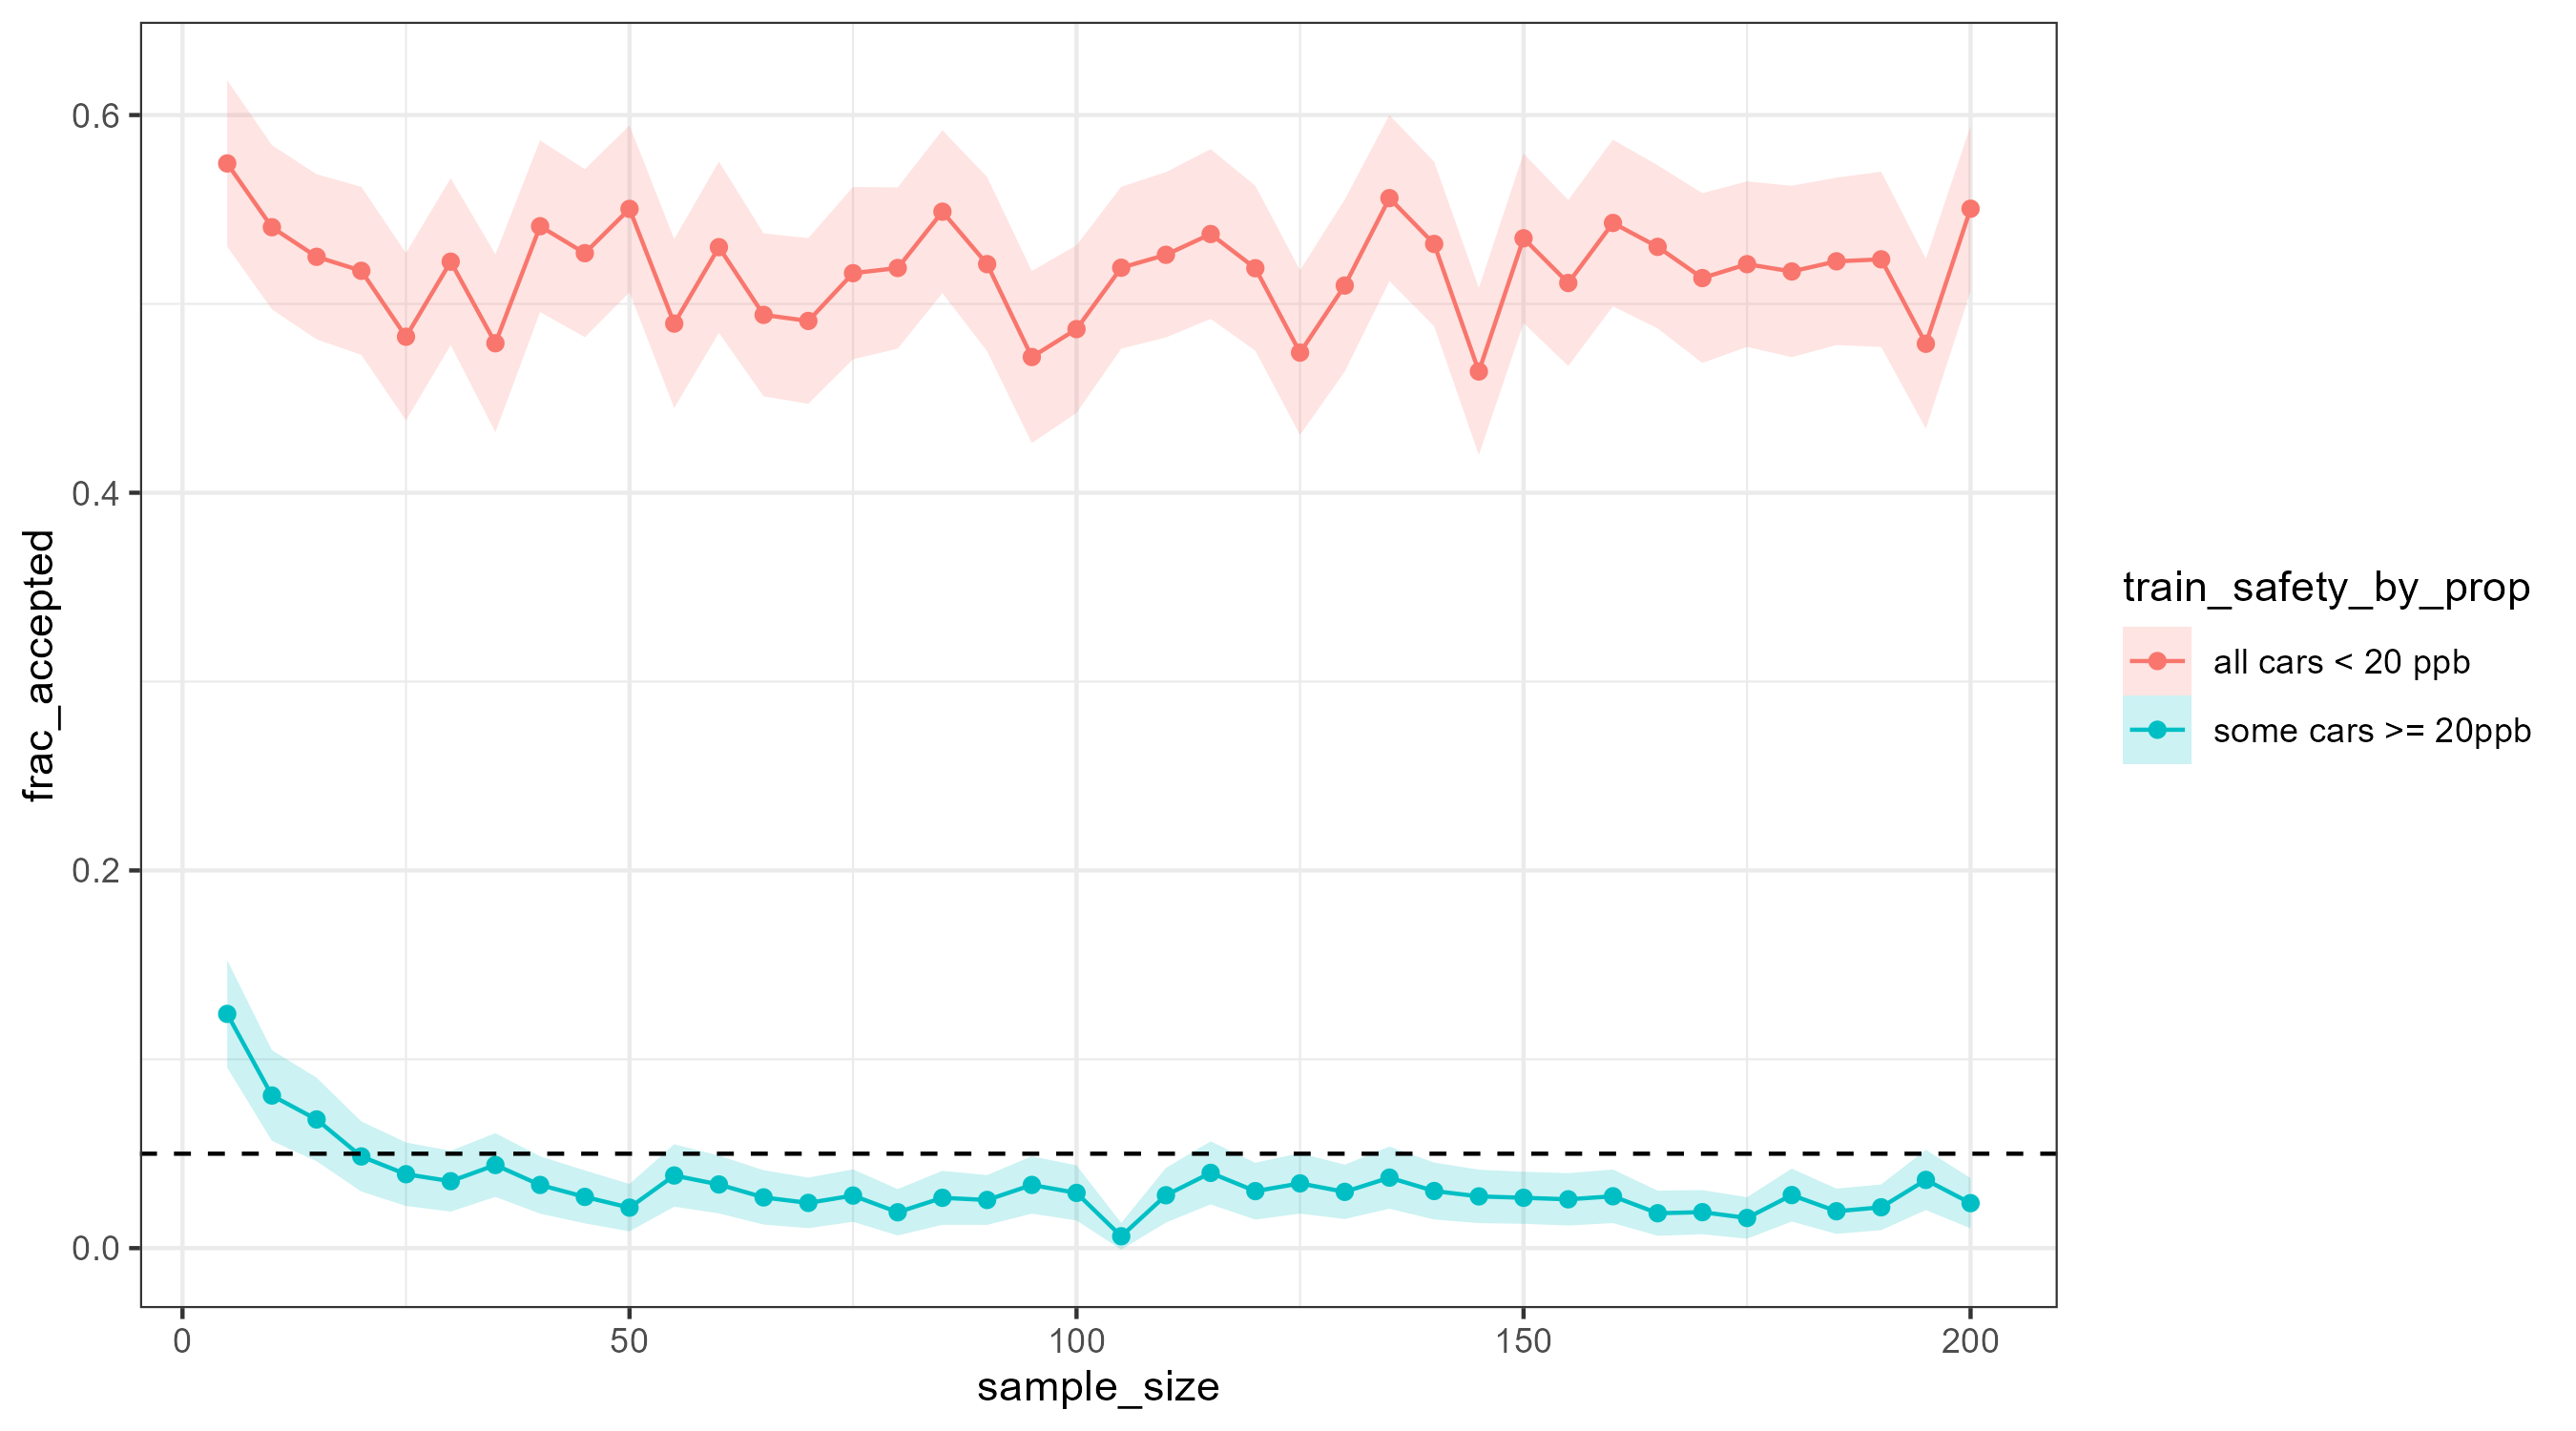 0.6
0.4
0.2
0.0
frac_accepted
0
50
100
150
200
sample_size
train_safety_by_prop
all cars < 20 ppb
some cars >= 20ppb